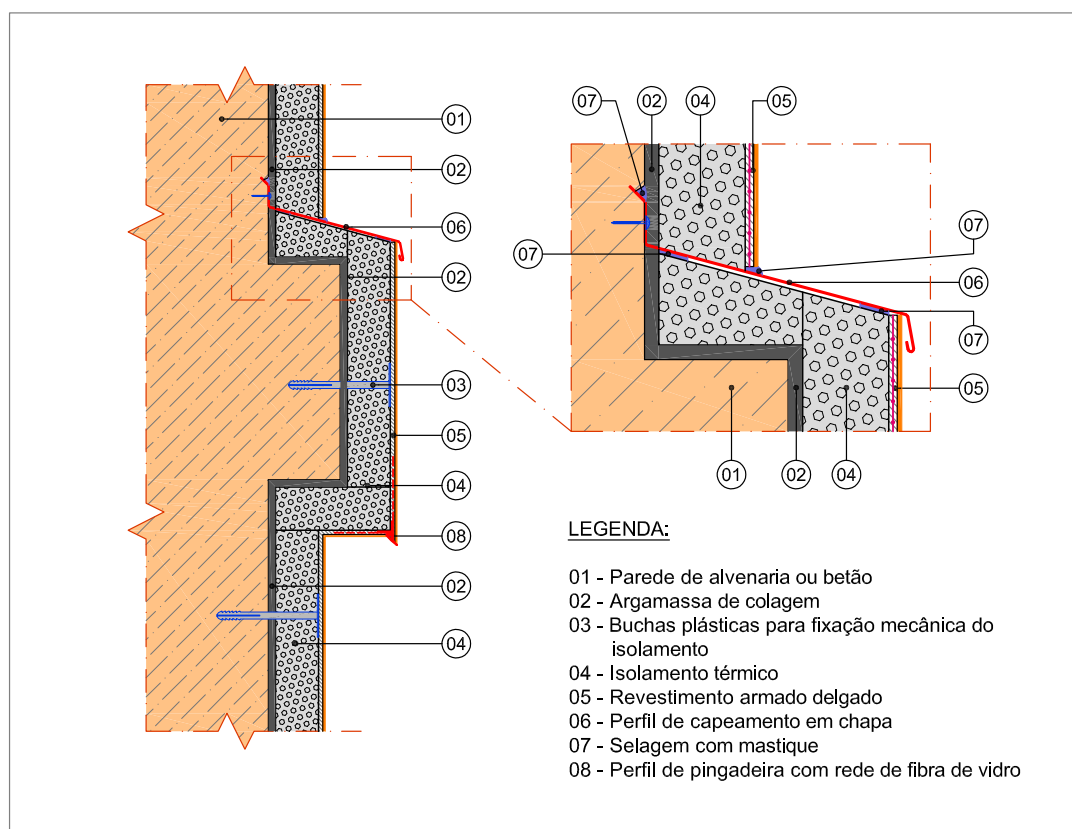 01
02
06
02
03
05
04
08
02
04
07
02
04
05
07
07
06
07
05
01
02
04
LEGENDA:
01 - Parede de alvenaria ou betão
02 - Argamassa de colagem
03 - Buchas plásticas para fixação mecânica do
isolamento
04 - Isolamento térmico
05 - Revestimento armado delgado
06 - Perfil de capeamento em chapa
07 - Selagem com mastique
08 - Perfil de pingadeira com rede de fibra de vidro